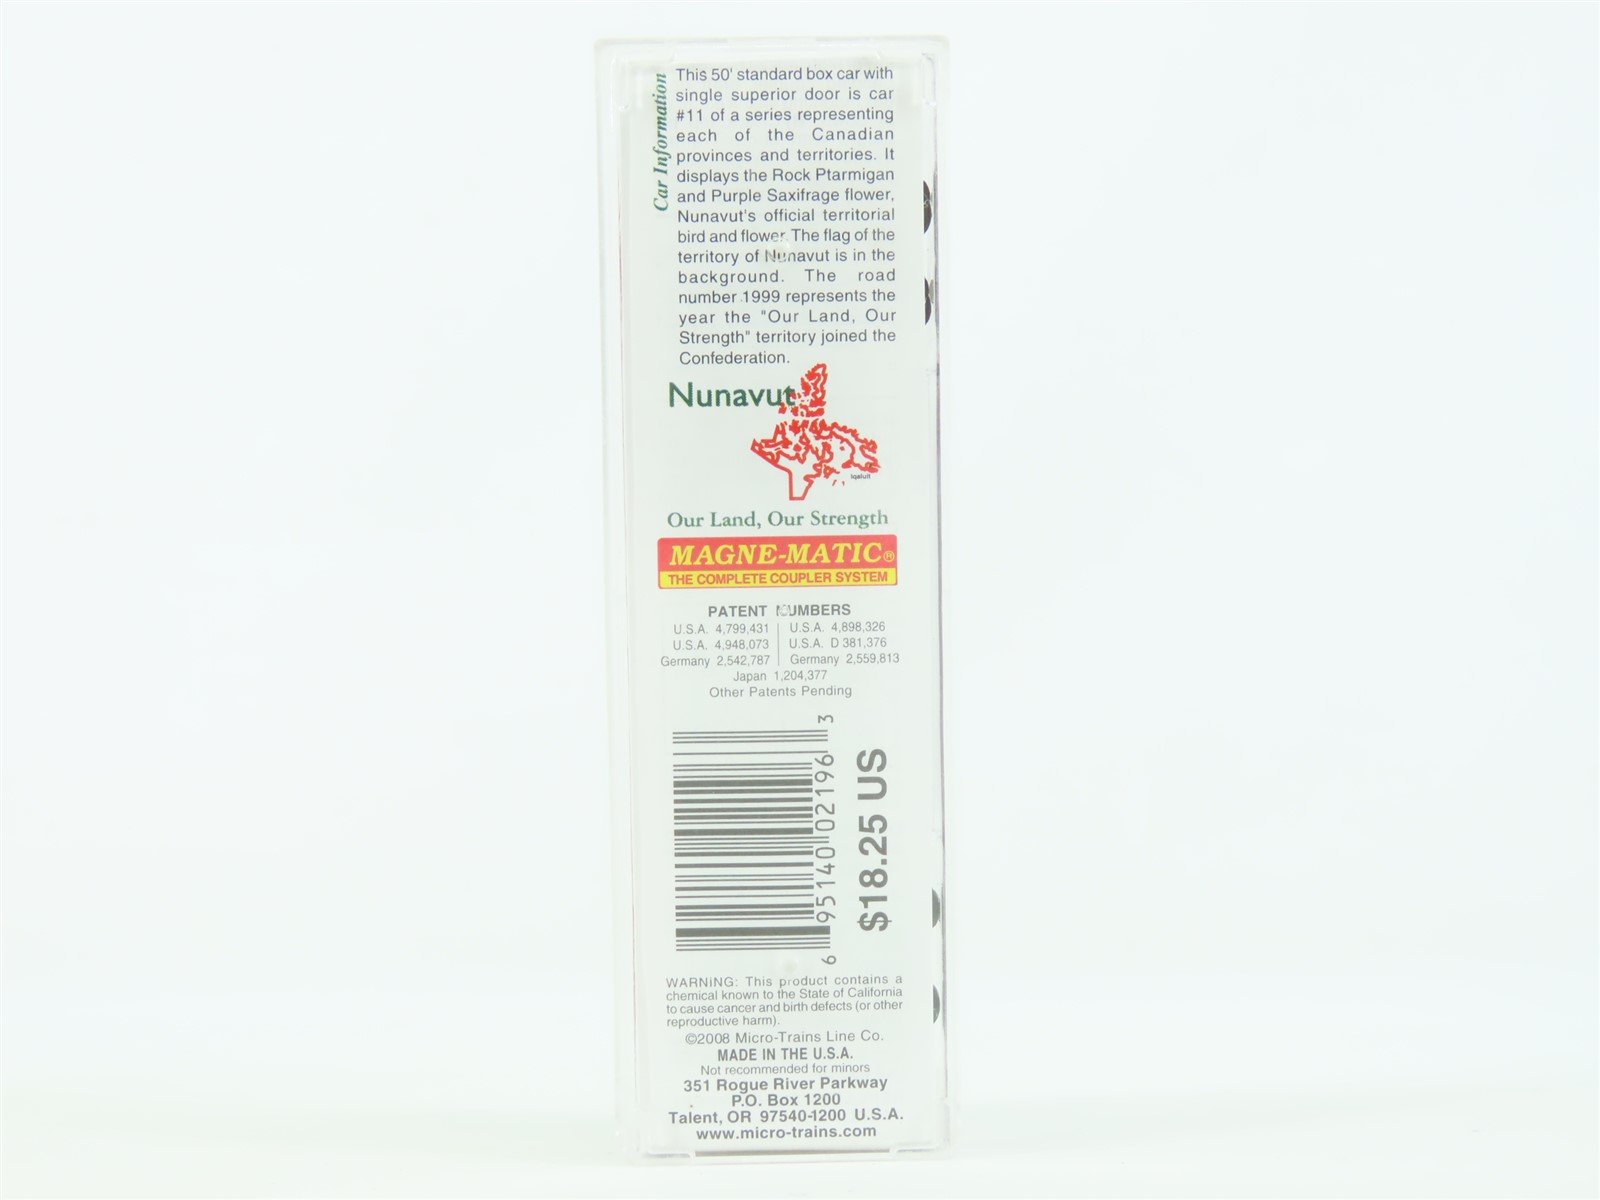 Car Information
This 50' standard box car with
single superior door is car
#11 of a series representing
each of the Canadian
provinces and territories. It
displays the Rock Ptarmigan
and Purple Saxifrage flower,
Nunavut's official territorial
bird and flower. The flag of the
territory of Nunavut is in the
background. The road
number 1999 represents the
year the "Our Land, Our
Strength" territory joined the
Confederation.
Nunavut
Iqaluit
Our Land, Our Strength
MAGNE-MATIC®
THE COMPLETE COUPLER SYSTEM
PATENT NUMBERS
U.S.A. 4,799,431 U.S.A. 4,898,326
U.S.A. 4,948,073 U.S.A. D 381,376
Germany 2,542,787 Germany 2,559,813
Japan 1,204,377
Other Patents Pending
6 95140 02196 3
$18.25 US
WARNING: This product contains a
chemical known to the State of California
to cause cancer and birth defects (or other
reproductive harm).
©2008 Micro-Trains Line Co.
MADE IN THE U.S.A.
Not recommended for minors
351 Rogue River Parkway
P.O. Box 1200
Talent, OR 97540-1200 U.S.A.
www.micro-trains.com